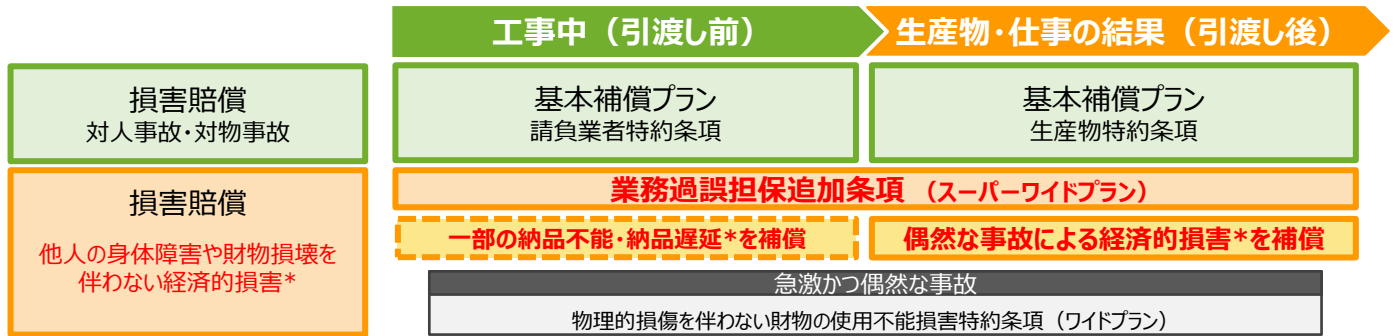 工事中（引渡し前）
生産物・仕事の結果（引渡し後）
損害賠償
対人事故・対物事故
基本補償プラン
請負業者特約条項
基本補償プラン
生産物特約条項
損害賠償
他人の身体障害や財物損壊を
伴わない経済的損害*
業務過誤担保追加条項（スーパーワイドプラン）
一部の納品不能・納品遅延*を補償
偶然な事故による経済的損害*を補償
急激かつ偶然な事故
物理的損傷を伴わない財物の使用不能損害特約条項（ワイドプラン）